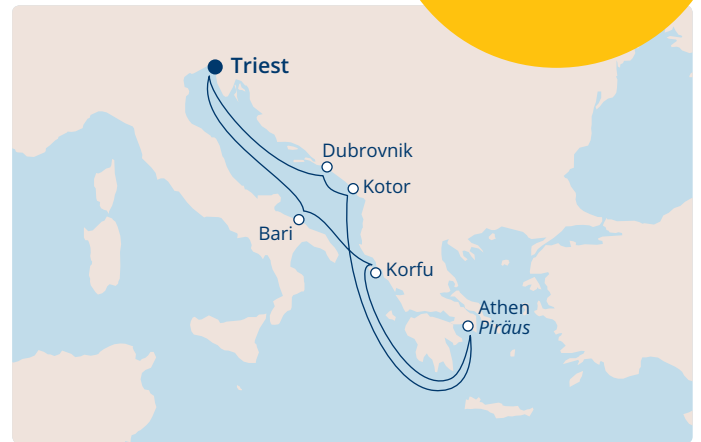 Triest
Dubrovnik
Kotor
Bari
Korfu
Athen
Piräus